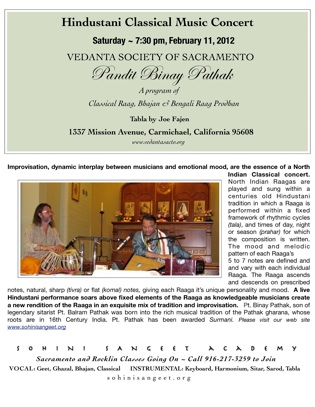 Hindustani Classical Music Concert
Saturday ~ 7:30 pm, February 11, 2012
VEDANTA SOCIETY OF SACRAMENTO
Pandit Binay Pathak
A program of
Classical Raag, Bhajan & Bengali Raag Prodhan
Tabla by Joe Fajen
1337 Mission Avenue, Carmichael, California 95608
www.vedantasacto.org
Improvisation, dynamic interplay between musicians and emotional mood, are the essence of a North
Indian Classical concert.
North Indian Raagas are
played and sung within a
centuries old Hindustani
tradition in which a Raaga is
performed within a fixed
framework of rhythmic cycles
(tala), and times of day, night
or season (prahar) for which
the composition is written.
The mood and melodic
pattern of each Raaga's
5 to 7 notes are defined and
and vary with each individual
Raaga. The Raaga ascends
and descends on prescribed
notes, natural, sharp (tivra) or flat (komal) notes, giving each Raaga it's unique personality and mood. A live
Hindustani performance soars above fixed elements of the Raaga as knowledgeable musicians create
a new rendition of the Raaga in an exquisite mix of tradition and improvisation. Pt. Binay Pathak, son of
legendary sitarist Pt. Balram Pathak was born into the rich musical tradition of the Pathak gharana, whose
roots are in 16th Century India. Pt. Pathak has been awarded Surmani. Please visit our web site
www.sohinisangeet.org
SOHINI SANGEET ACADEMY
Sacramento and Rocklin Classes Going On ~ Call 916-217-3259 to Join
VOCAL: Geet, Ghazal, Bhajan, Classical INSTRUMENTAL: Keyboard, Harmonium, Sitar, Sarod, Tabla
sohinisangeet.org